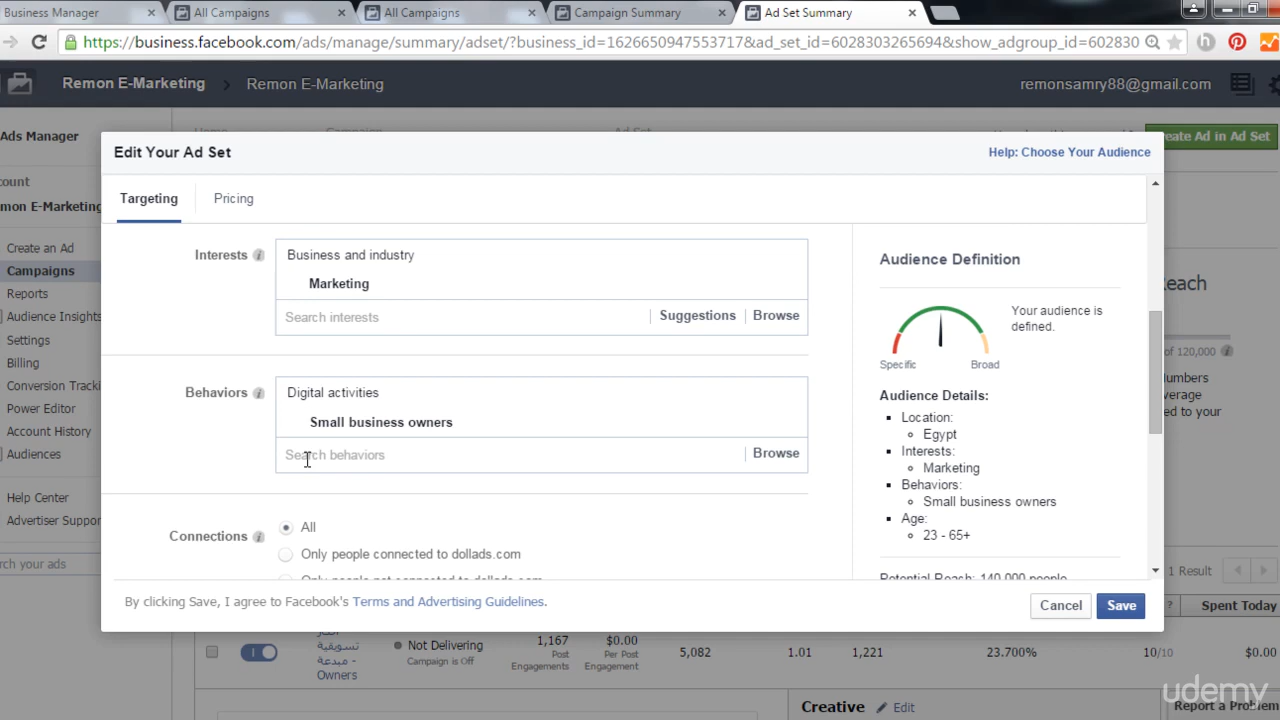 Business Manager
All Campaigns
All Campaigns
Campaign Summary
Ad Set Summary
https://business.facebook.com/ads/manage/summary/adset/?business_id=1626650947553717&ad_set_id=6028303265694&show_adgroup_id=602830
Remon E-Marketing > Remon E-Marketing
remonsamry88@gmail.com
Ads Manager
Home Campaign Ad Set
eate Ad in Ad Set
Edit Your Ad Set
Help: Choose Your Audience
count
mon E-Marketing
Targeting
Pricing
Create an Ad
Campaigns
Reports
Audience Insights
Settings
Billing
Conversion Tracki
Power Editor
Account History
Audiences
Help Center
Advertiser Suppor
rch your ads
Interests
Business and industry
Marketing
Search interests
Suggestions
Browse
Behaviors
Digital activities
Small business owners
Search behaviors
Browse
Connections
All
Only people connected to dollads.com
Only people not connected to dollads.com
Audience Definition
Your audience is
defined.
Specific
Broad
Audience Details:
Location:
Egypt
Interests:
Marketing
Behaviors:
Small business owners
Age:
23 - 65+
Potential Reach: 140,000 people
each
of 120,000
umbers
verage
ed to your
1 Result
By clicking Save, I agree to Facebook's Terms and Advertising Guidelines.
Cancel
Save
? Spent Today
تسويقية
- مبدعة
Owners
Not Delivering
Campaign is Off
1,167
Post
Engagements
$0.00
Per Post
Engagement
5,082
1.01
1,221
23.700%
10/10
$0.00
Creative
Edit
Report a Problem
udemy